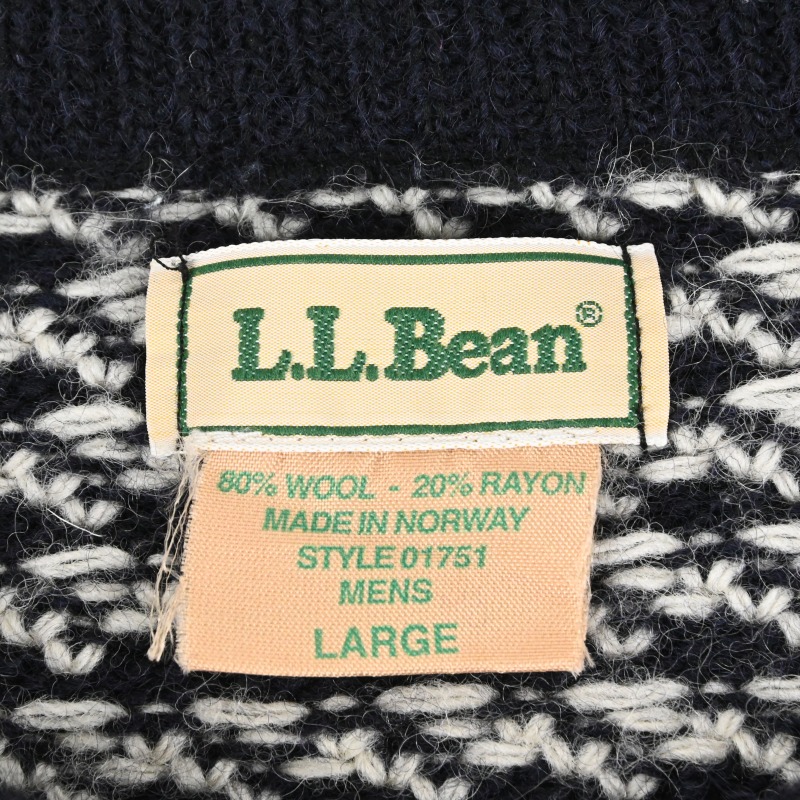 L.L.Bean®
80% WOOL - 20% RAYON
MADE IN NORWAY
STYLE 01751
MENS
LARGE